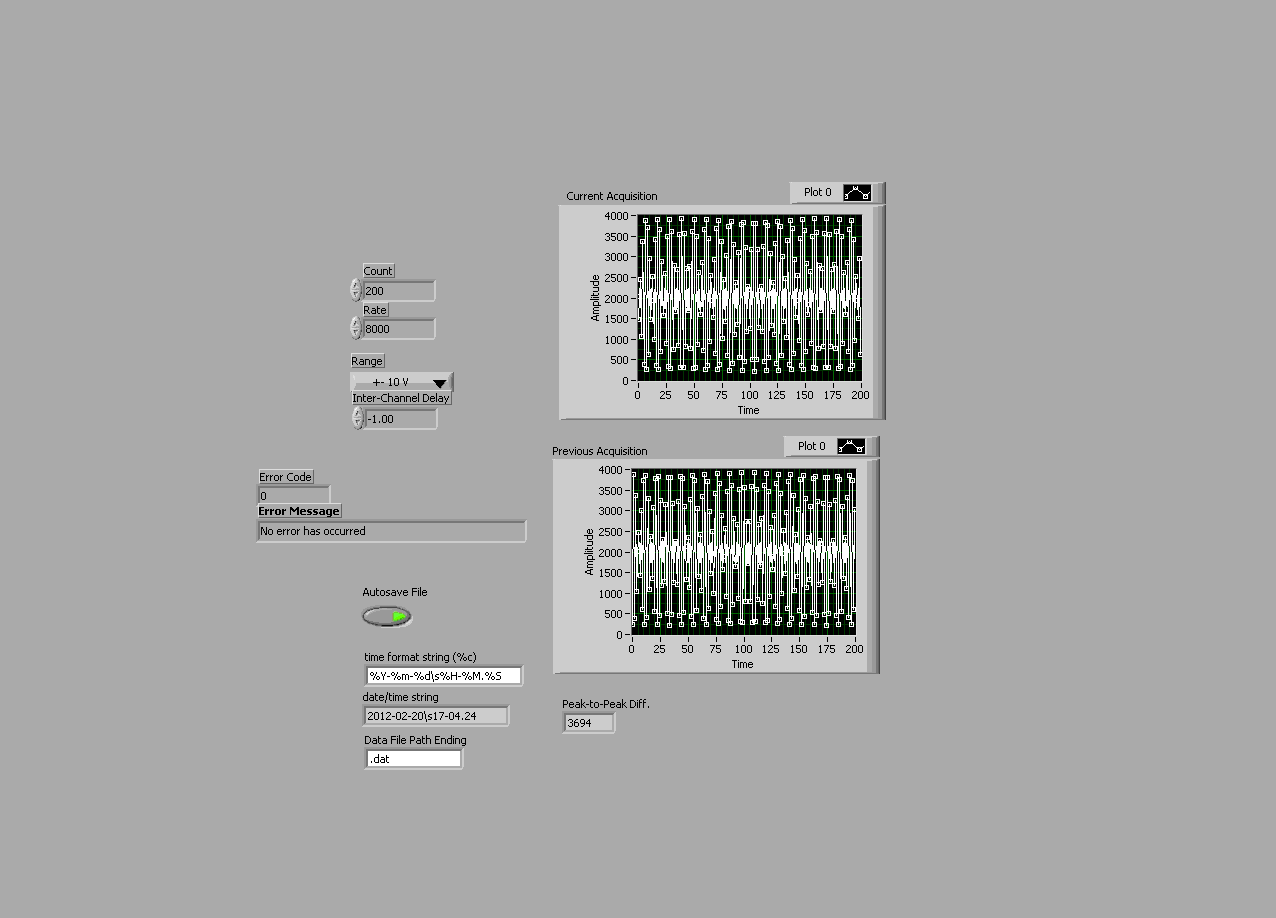 Count
200
Rate
8000
Range
+- 10 V
Inter-Channel Delay
-1.00
Error Code
0
Error Message
No error has occurred
Autosave File
time format string (%c)
%Y-%m-%d\s%H-%M.%S
date/time string
2012-02-20\s17-04.24
Data File Path Ending
.dat
Current Acquisition
Plot 0
Amplitude
4000
3500
3000
2500
2000
1500
1000
500
0
0 25 50 75 100 125 150 175 200
Time
Previous Acquisition
Plot 0
Amplitude
4000
3500
3000
2500
2000
1500
1000
500
0
0 25 50 75 100 125 150 175 200
Time
Peak-to-Peak Diff.
3694